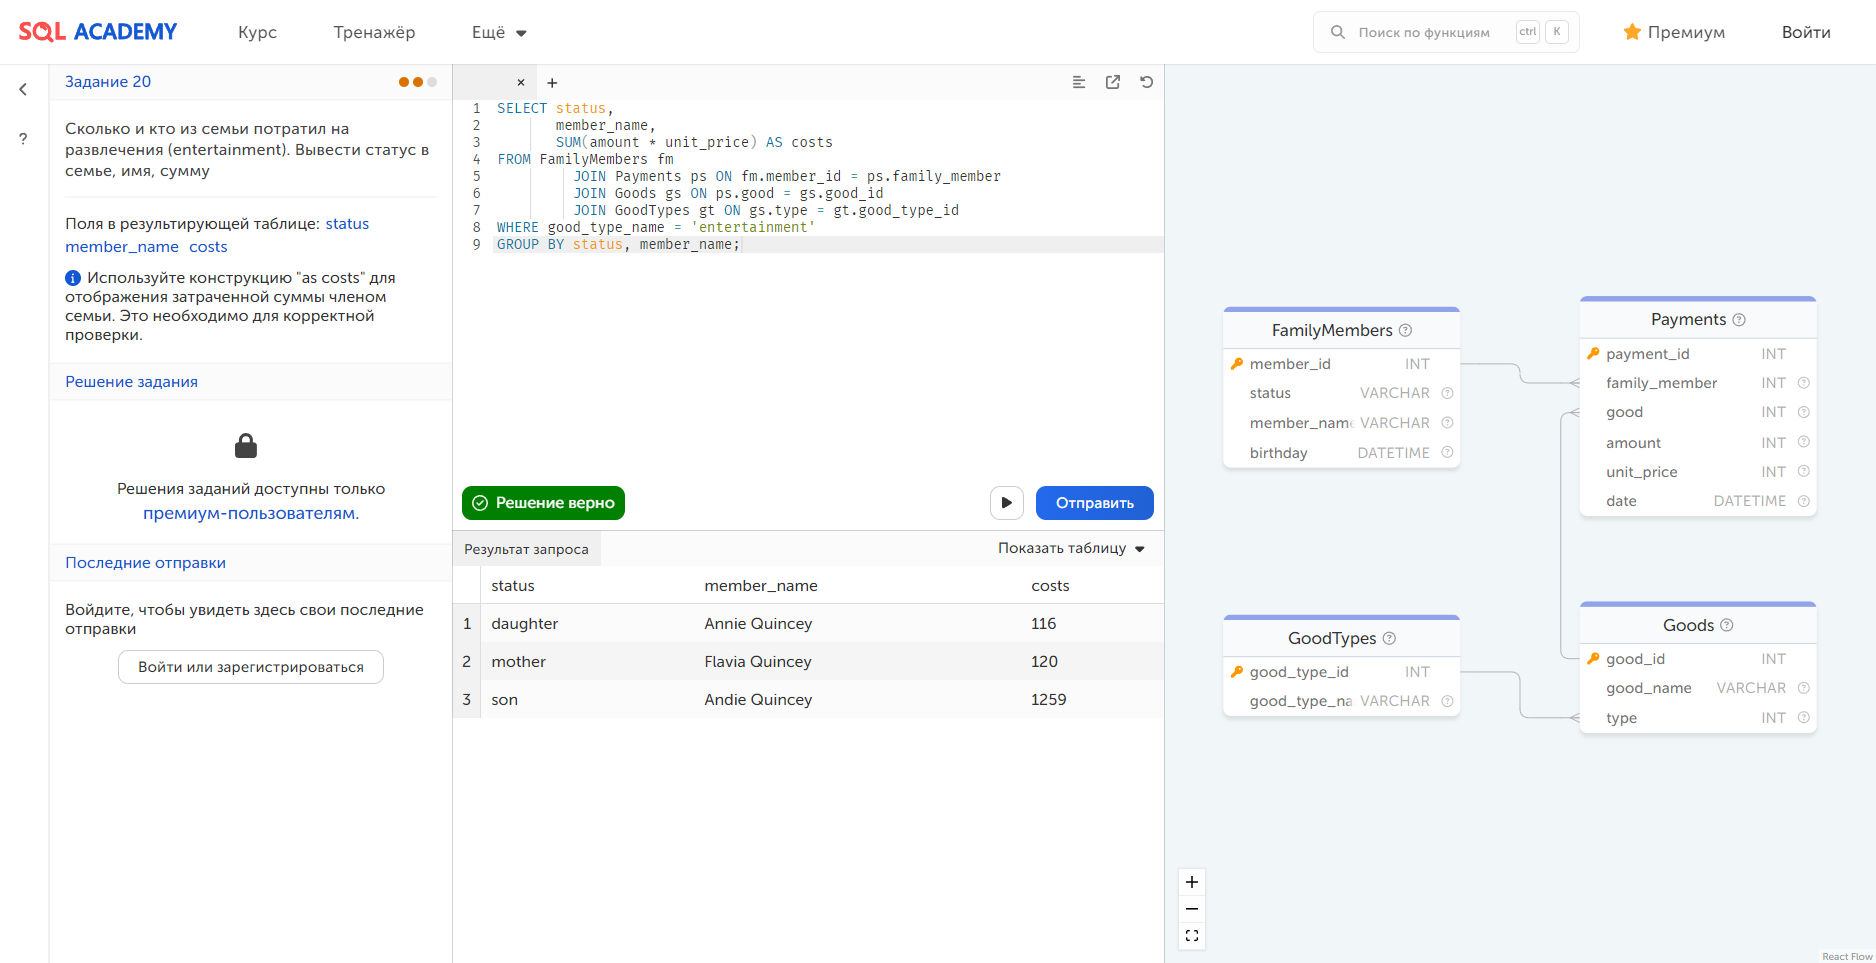 SQL ACADEMY
Курс
Тренажёр
Ещё
Поиск по функциям
ctrl
K
Премиум
Войти
?
Задание 20
Сколько и кто из семьи потратил на
развлечения (entertainment). Вывести статус в
семье, имя, сумму
Поля в результирующей таблице: status
member_name costs
Используйте конструкцию "as costs" для
отображения затраченной суммы членом
семьи. Это необходимо для корректной
проверки.
Решение задания
Решения заданий доступны только
премиум-пользователям.
Последние отправки
Войдите, чтобы увидеть здесь свои последние
отправки
Войти или зарегистрироваться
1 SELECT status,
2 member_name,
3 SUM(amount * unit_price) AS costs
4 FROM FamilyMembers fm
5 JOIN Payments ps ON fm.member_id = ps.family_member
6 JOIN Goods gs ON ps.good = gs.good_id
7 JOIN GoodTypes gt ON gs.type = gt.good_type_id
8 WHERE good_type_name = 'entertainment'
9 GROUP BY status, member_name;
Решение верно
Отправить
Результат запроса
Показать таблицу
status member_name costs
1 daughter Annie Quincey 116
2 mother Flavia Quincey 120
3 son Andie Quincey 1259
FamilyMembers
member_id INT
status VARCHAR
member_name VARCHAR
birthday DATETIME
Payments
payment_id INT
family_member INT
good INT
amount INT
unit_price INT
date DATETIME
GoodTypes
good_type_id INT
good_type_na VARCHAR
Goods
good_id INT
good_name VARCHAR
type INT
React Flow